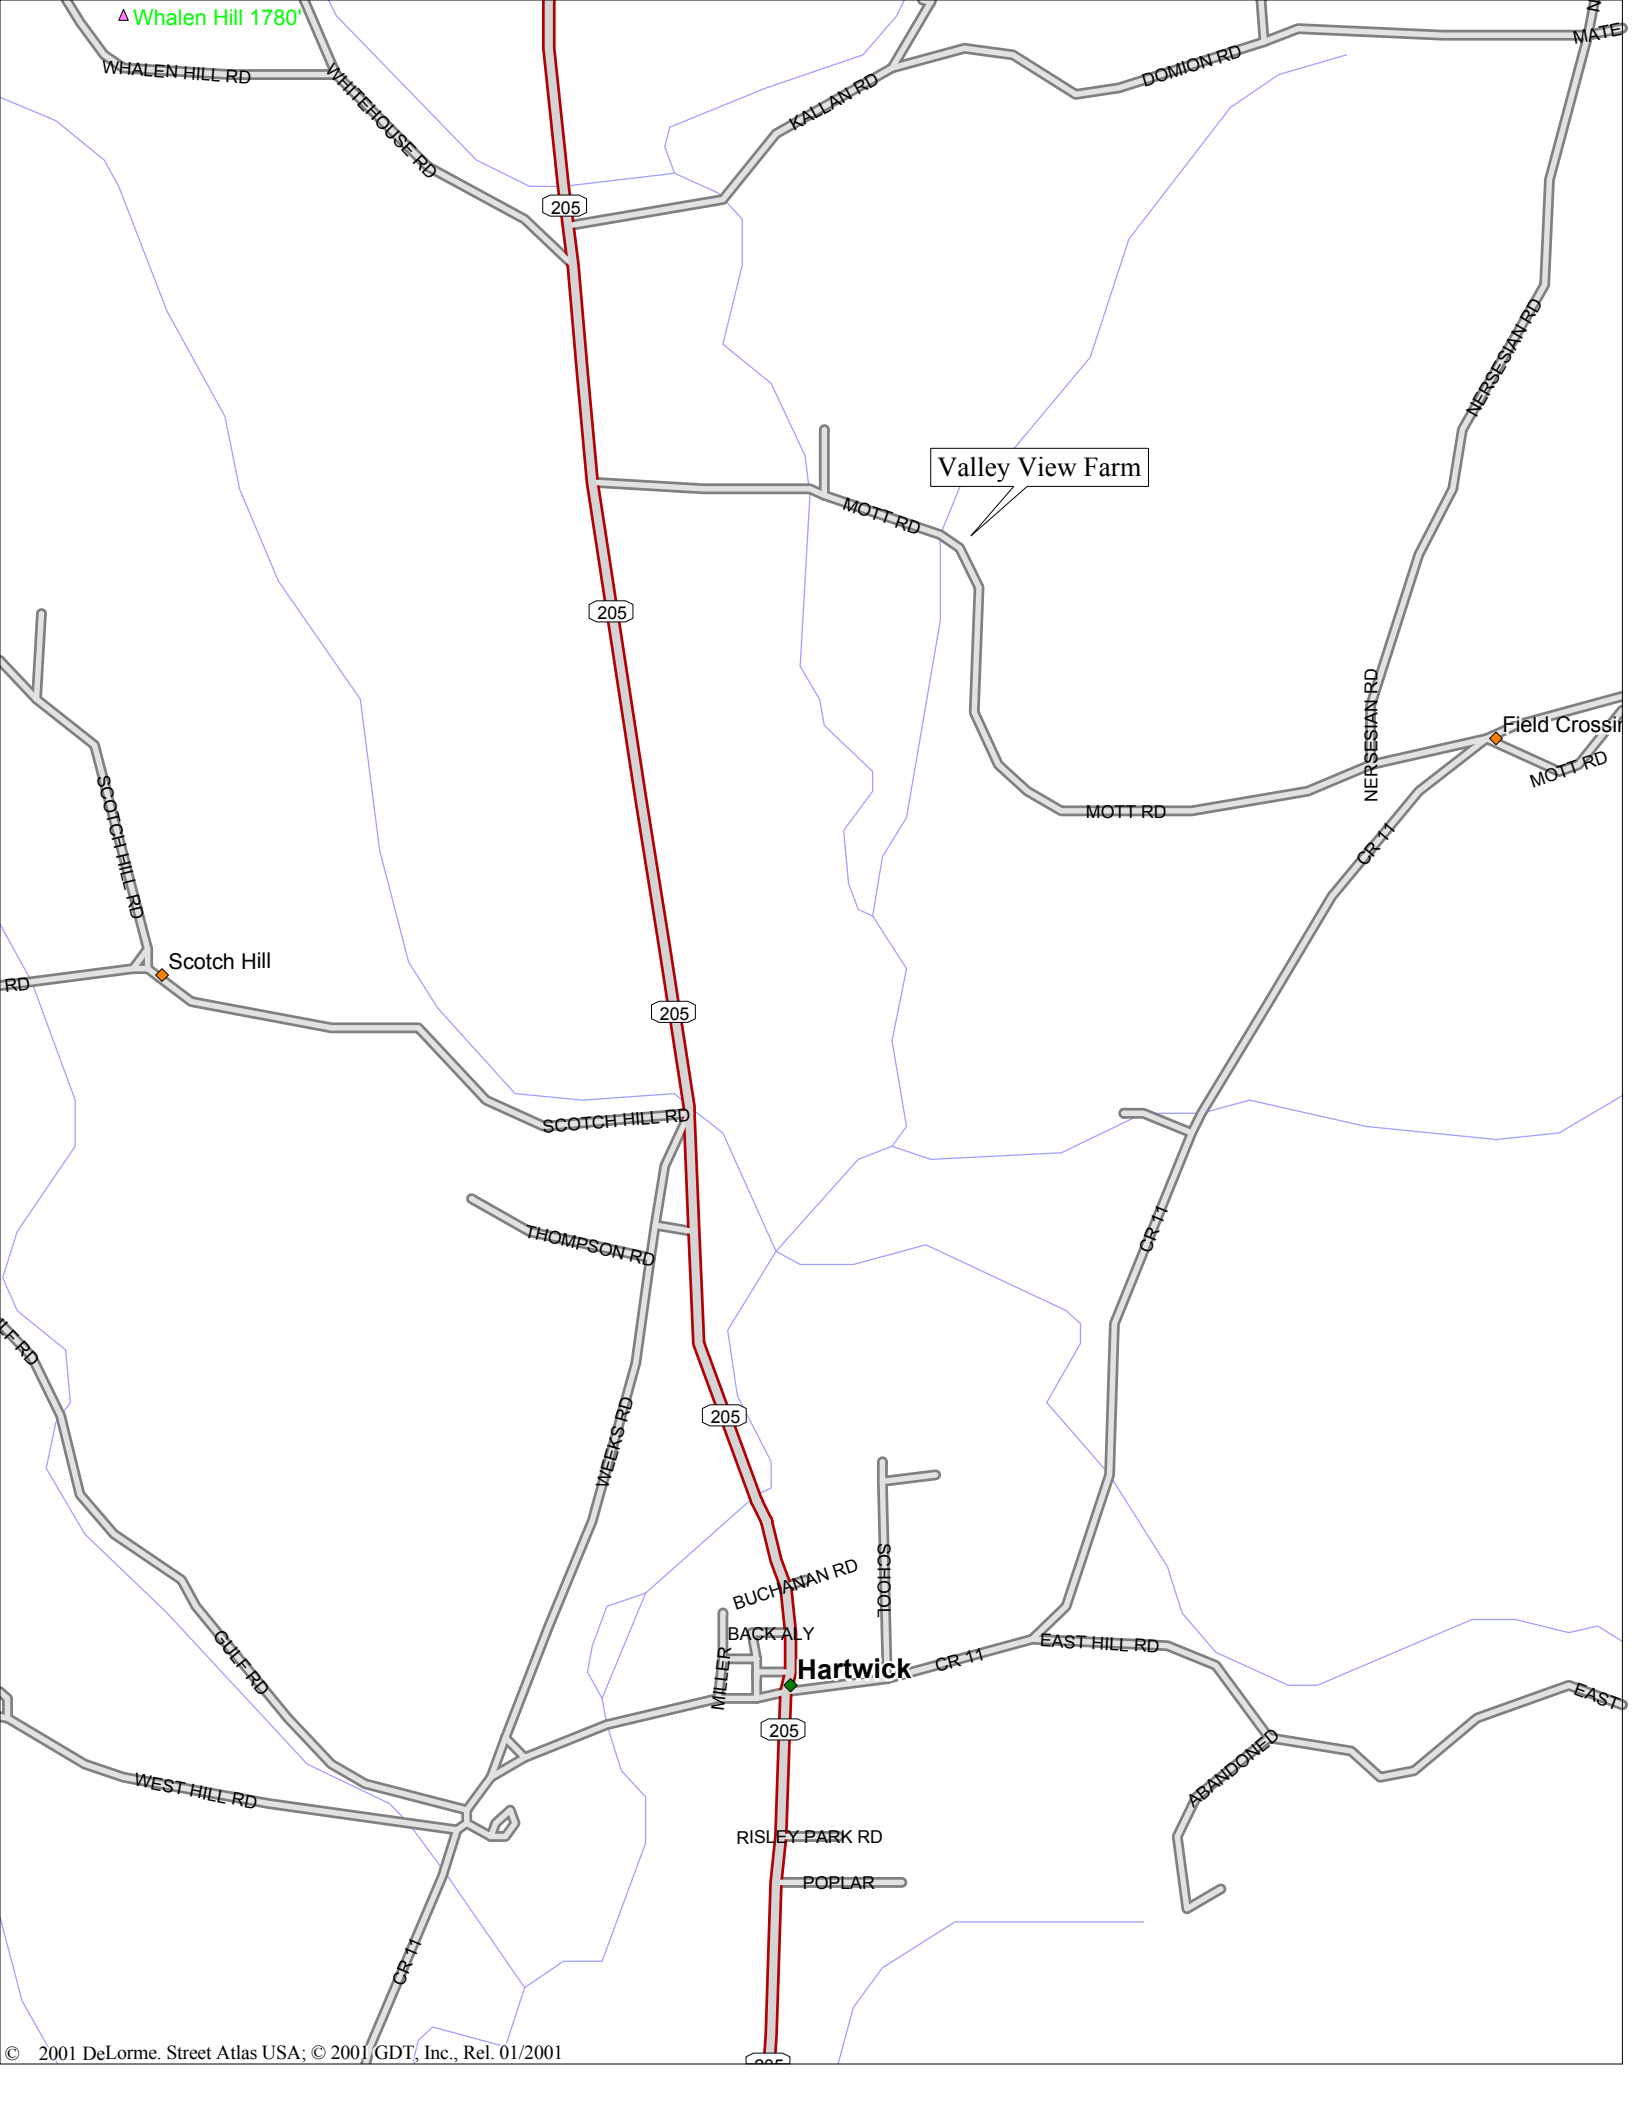 Whalen Hill 1780'
N
MATE
WHALEN HILL RD
WHITEHOUSE RD
KALLAN RD
DOMION RD
205
NERSESIAN RD
Valley View Farm
MOTT RD
205
NERSESIAN RD
Field Crossin
MOTT RD
SCOTCH HILL RD
MOTT RD
CR 11
Scotch Hill
RD
205
SCOTCH HILL RD
THOMPSON RD
CR 11
LF RD
205
WEEKS RD
SCHOOL
BUCHANAN RD
BACK ALY
MILLER
Hartwick
CR 11
EAST HILL RD
GULF RD
EAST
205
ABANDONED
WEST HILL RD
RISLEY PARK RD
POPLAR
CR 11
© 2001 DeLorme. Street Atlas USA; © 2001 GDT, Inc., Rel. 01/2001
205